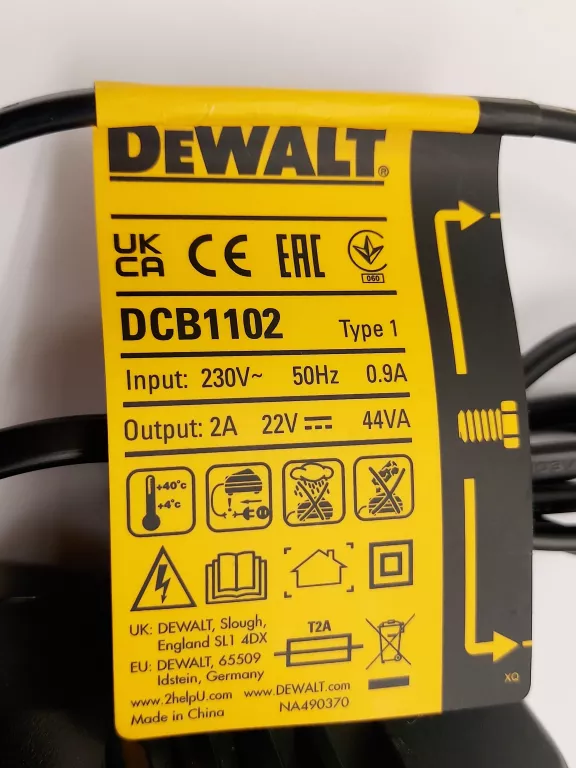 DEWALT®
UK
CA CE EAC
060
DCB1102 Type 1
Input: 230V~ 50Hz 0.9A
Output: 2A 22V⎓ 44VA
+40°c
+4°c
UK: DEWALT, Slough,
England SL1 4DX
EU: DEWALT, 65509
Idstein, Germany
T2A
www.2helpU.com www.DEWALT.com
Made in China NA490370
XQ